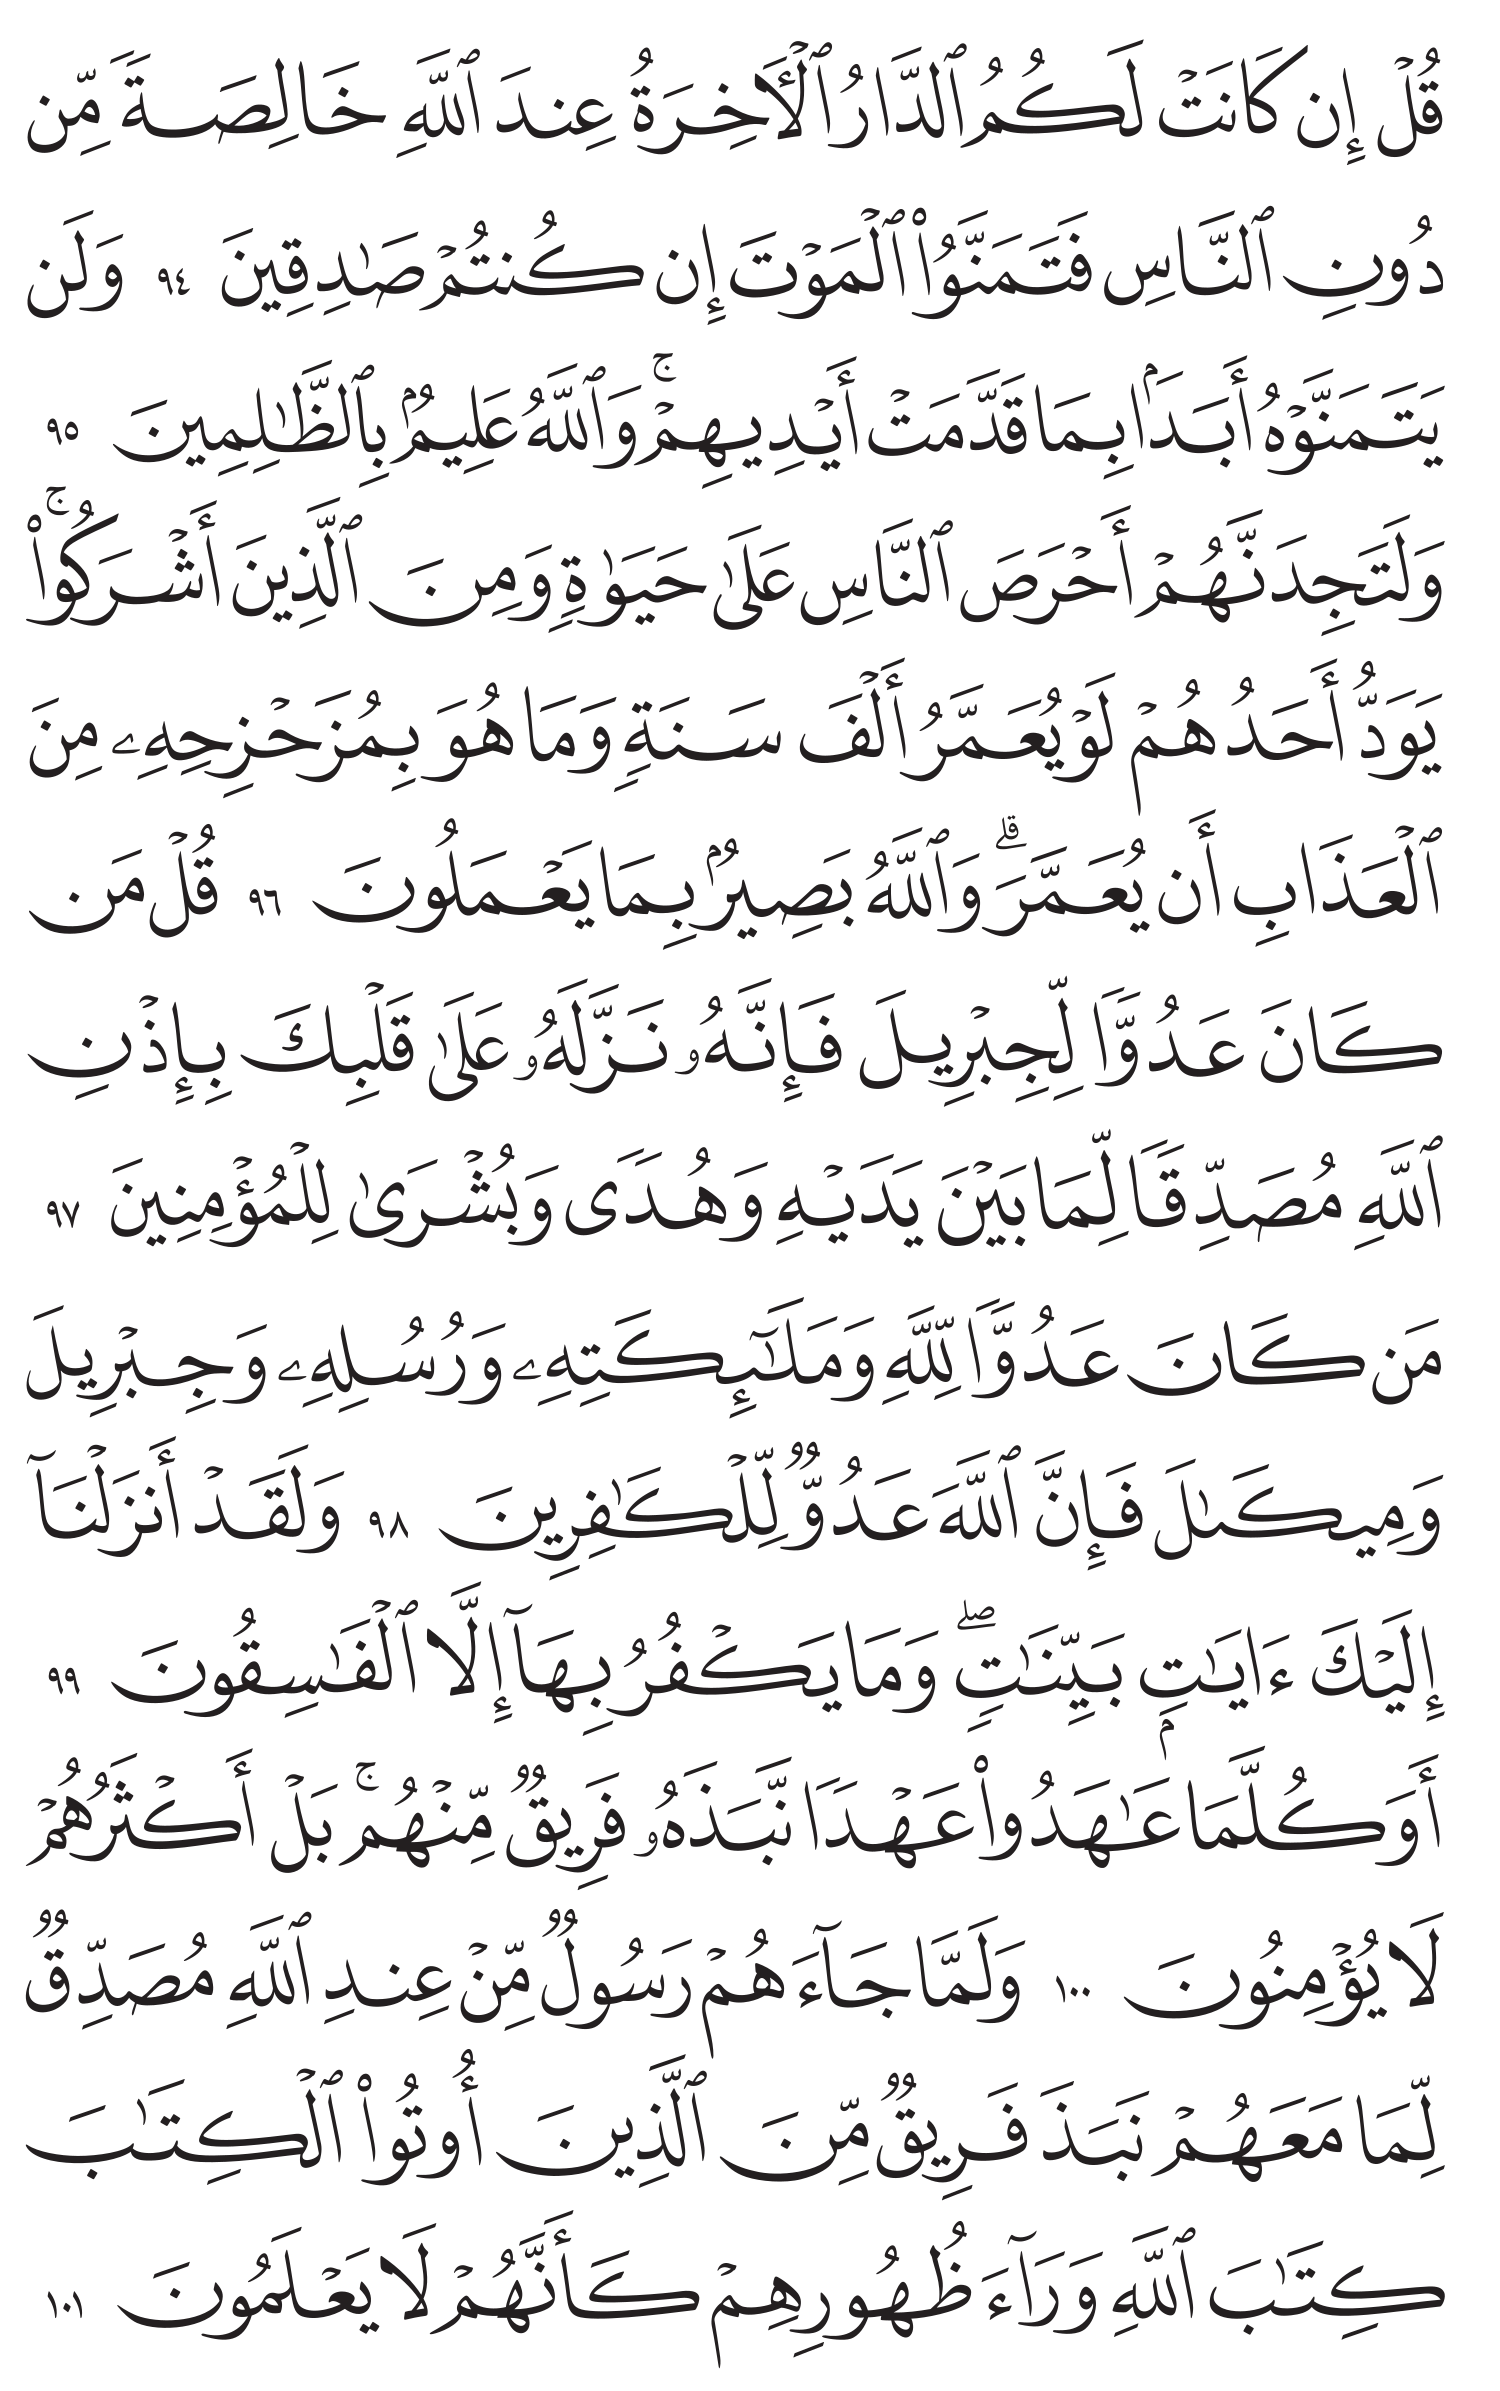 قُلۡ إِن كَانَتۡ لَكُمُ ٱلدَّارُ ٱلۡأٓخِرَةُ عِندَ ٱللَّهِ خَالِصَةٗ مِّن
دُونِ ٱلنَّاسِ فَتَمَنَّوُاْ ٱلۡمَوۡتَ إِن كُنتُمۡ صَٰدِقِينَ ٩٤ وَلَن
يَتَمَنَّوۡهُ أَبَدَۢا بِمَا قَدَّمَتۡ أَيۡدِيهِمۡۚ وَٱللَّهُ عَلِيمُۢ بِٱلظَّٰلِمِينَ ٩٥
وَلَتَجِدَنَّهُمۡ أَحۡرَصَ ٱلنَّاسِ عَلَىٰ حَيَوٰةٖ وَمِنَ ٱلَّذِينَ أَشۡرَكُواْۚ
يَوَدُّ أَحَدُهُمۡ لَوۡ يُعَمَّرُ أَلۡفَ سَنَةٖ وَمَا هُوَ بِمُزَحۡزِحِهِۦ مِنَ
ٱلۡعَذَابِ أَن يُعَمَّرَۗ وَٱللَّهُ بَصِيرُۢ بِمَا يَعۡمَلُونَ ٩٦ قُلۡ مَن
كَانَ عَدُوّٗا لِّجِبۡرِيلَ فَإِنَّهُۥ نَزَّلَهُۥ عَلَىٰ قَلۡبِكَ بِإِذۡنِ
ٱللَّهِ مُصَدِّقٗا لِّمَا بَيۡنَ يَدَيۡهِ وَهُدٗى وَبُشۡرَىٰ لِلۡمُؤۡمِنِينَ ٩٧
مَن كَانَ عَدُوّٗا لِّلَّهِ وَمَلَٰٓئِكَتِهِۦ وَرُسُلِهِۦ وَجِبۡرِيلَ
وَمِيكَىٰلَ فَإِنَّ ٱللَّهَ عَدُوّٞ لِّلۡكَٰفِرِينَ ٩٨ وَلَقَدۡ أَنزَلۡنَآ
إِلَيۡكَ ءَايَٰتِۭ بَيِّنَٰتٖۖ وَمَا يَكۡفُرُ بِهَآ إِلَّا ٱلۡفَٰسِقُونَ ٩٩
أَوَكُلَّمَا عَٰهَدُواْ عَهۡدٗا نَّبَذَهُۥ فَرِيقٞ مِّنۡهُمۚ بَلۡ أَكۡثَرُهُمۡ
لَا يُؤۡمِنُونَ ١٠٠ وَلَمَّا جَآءَهُمۡ رَسُولٞ مِّنۡ عِندِ ٱللَّهِ مُصَدِّقٞ
لِّمَا مَعَهُمۡ نَبَذَ فَرِيقٞ مِّنَ ٱلَّذِينَ أُوتُواْ ٱلۡكِتَٰبَ
كِتَٰبَ ٱللَّهِ وَرَآءَ ظُهُورِهِمۡ كَأَنَّهُمۡ لَا يَعۡلَمُونَ ١٠١